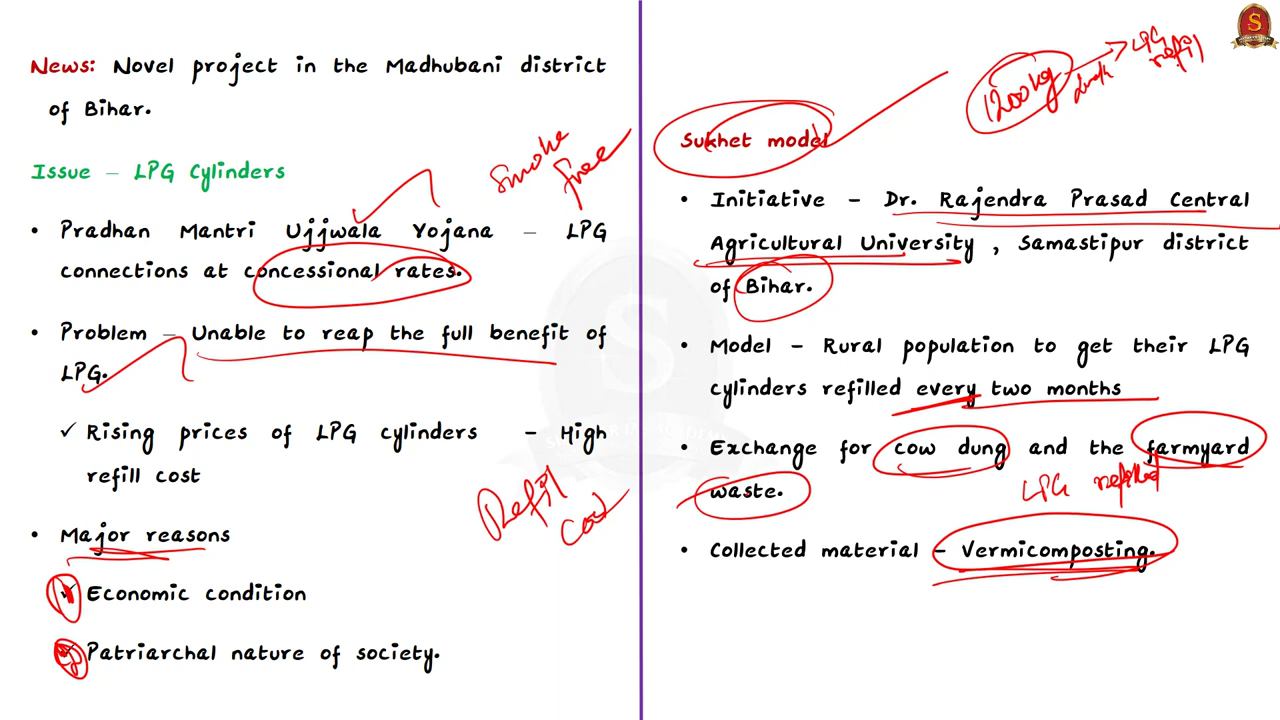 News: Novel project in the Madhubani district
of Bihar.
Issue – LPG Cylinders
• Pradhan Mantri Ujjwala Yojana – LPG
connections at concessional rates.
• Problem – Unable to reap the full benefit of
LPG.
✓ Rising prices of LPG cylinders - High
refill cost
• Major reasons
✓ Economic condition
✓ Patriarchal nature of society.
Smoke
free
Refil
S
1200kg
LPG
refil
Sukhet model
• Initiative – Dr. Rajendra Prasad Central
Agricultural University , Samastipur district
of Bihar.
• Model – Rural population to get their LPG
cylinders refilled every two months
• Exchange for cow dung and the farmyard
waste.
LPG refilled
• Collected material – Vermicomposting.